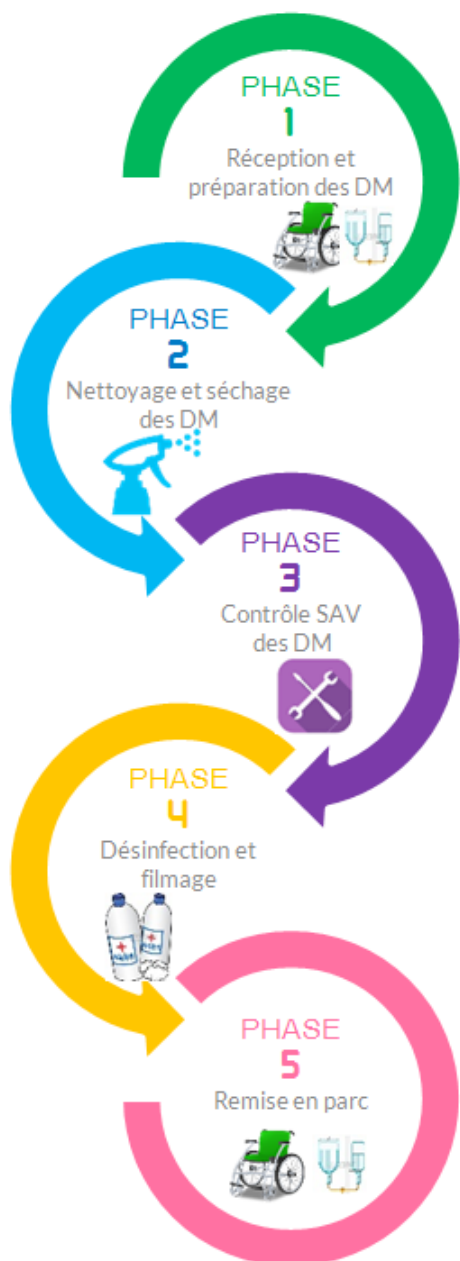 PHASE
1
Réception et
préparation des DM
PHASE
2
Nettoyage et séchage
des DM
PHASE
3
Contrôle SAV
des DM
PHASE
4
Désinfection et
filmage
PHASE
5
Remise en parc